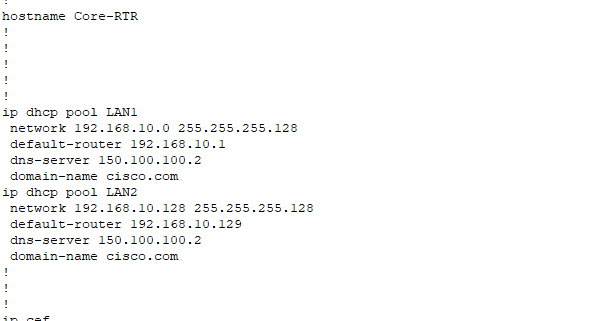 !
hostname Core-RTR
!
!
!
!
!
ip dhcp pool LAN1
 network 192.168.10.0 255.255.255.128
 default-router 192.168.10.1
 dns-server 150.100.100.2
 domain-name cisco.com
ip dhcp pool LAN2
 network 192.168.10.128 255.255.255.128
 default-router 192.168.10.129
 dns-server 150.100.100.2
 domain-name cisco.com
!
!
!
ip cef